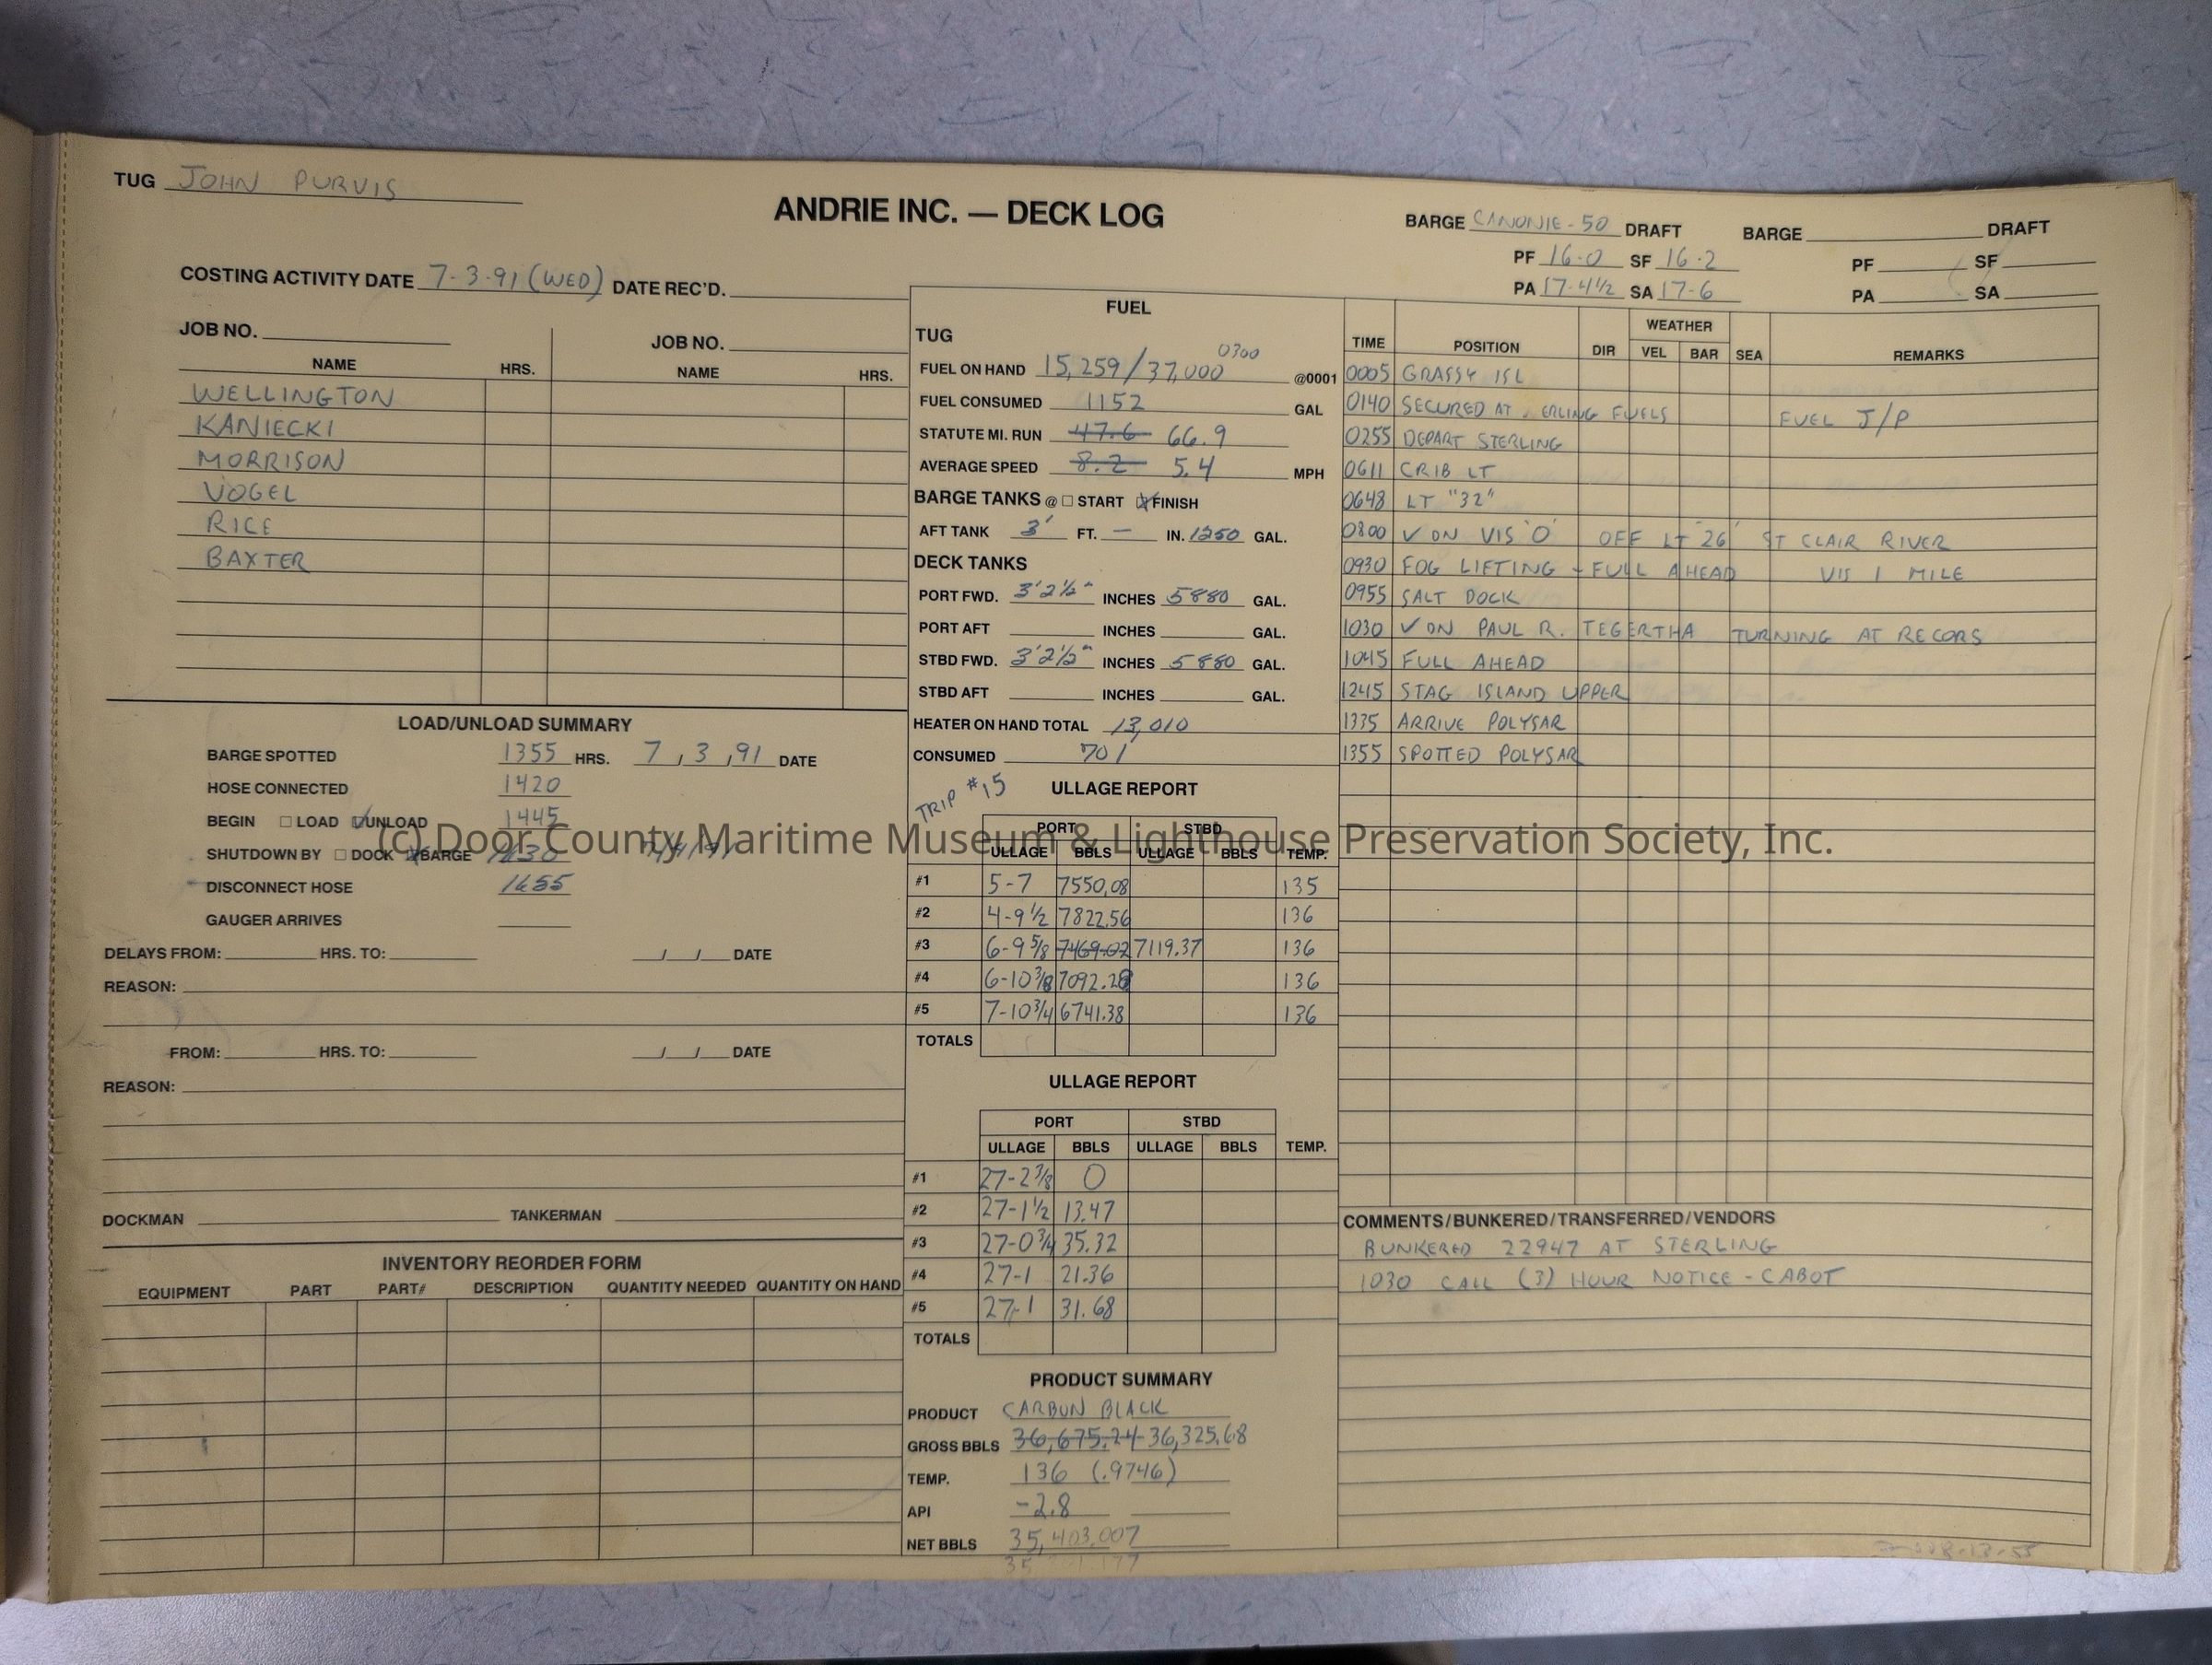 TUG JOHN PURVIS
ANDRIE INC. — DECK LOG
BARGE CANONIE-50 DRAFT BARGE DRAFT
PF 16-0 SF 16-2 PF SF
PA 17-4½ SA 17-6 PA SA
COSTING ACTIVITY DATE 7-3-91 (WED) DATE REC'D.
JOB NO. JOB NO.
NAME HRS. NAME HRS.
WELLINGTON
KANIECKI
MORRISON
VOGEL
RICE
BAXTER
LOAD/UNLOAD SUMMARY
BARGE SPOTTED 1355 HRS. 7,3,91 DATE
HOSE CONNECTED 1420
BEGIN LOAD UNLOAD 1445
SHUTDOWN BY DOCK BARGE
DISCONNECT HOSE 1655
GAUGER ARRIVES
DELAYS FROM: HRS. TO: / / DATE
REASON:
FROM: HRS. TO: / / DATE
REASON:
DOCKMAN TANKERMAN
INVENTORY REORDER FORM
EQUIPMENT PART PART# DESCRIPTION QUANTITY NEEDED QUANTITY ON HAND
FUEL
TUG
0300
FUEL ON HAND 15,259/37,000 @0001
FUEL CONSUMED 1152 GAL
STATUTE MI. RUN 47.6 66.9
AVERAGE SPEED 8.2 5.4 MPH
BARGE TANKS @ START FINISH
AFT TANK 3' FT. — IN. 1250 GAL.
DECK TANKS
PORT FWD. 3'2½" INCHES 5880 GAL.
PORT AFT INCHES GAL.
STBD FWD. 3'2½" INCHES 5880 GAL.
STBD AFT INCHES GAL.
HEATER ON HAND TOTAL 13,010
CONSUMED 701
TRIP #15
ULLAGE REPORT
PORT STBD
ULLAGE BBLS ULLAGE BBLS TEMP.
#1 5-7 7550.08 135
#2 4-9½ 7822.56 136
#3 6-9⅝ 7469.02 7119.37 136
#4 6-10⅜ 7092.28 136
#5 7-10¾ 6741.38 136
TOTALS
ULLAGE REPORT
PORT STBD
ULLAGE BBLS ULLAGE BBLS TEMP.
#1 27-2⅜ 0
#2 27-1½ 13.47
#3 27-0¾ 35.32
#4 27-1 21.36
#5 27-1 31.68
TOTALS
PRODUCT SUMMARY
PRODUCT CARBON BLACK
GROSS BBLS 36,675.24 36,325.68
TEMP. 136 (.9746)
API -2.8
NET BBLS 35,403.007
TIME POSITION DIR WEATHER VEL BAR SEA REMARKS
0005 GRASSY ISL
0140 SECURED AT ERLING FUELS FUEL J/P
0255 DEPART STERLING
0611 CRIB LT
0648 LT "32"
0800 ✓ ON VIS 'O' OFF LT 26 ST CLAIR RIVER
0930 FOG LIFTING - FULL AHEAD VIS 1 MILE
0955 SALT DOCK
1030 ✓ ON PAUL R. TEGERTHA TURNING AT RECORS
1045 FULL AHEAD
1245 STAG ISLAND UPPER
1335 ARRIVE POLYSAR
1355 SPOTTED POLYSAR
COMMENTS/BUNKERED/TRANSFERRED/VENDORS
BUNKERED 22947 AT STERLING
1030 CALL (3) HOUR NOTICE - CABOT
(c) Door County Maritime Museum & Lighthouse Preservation Society, Inc.